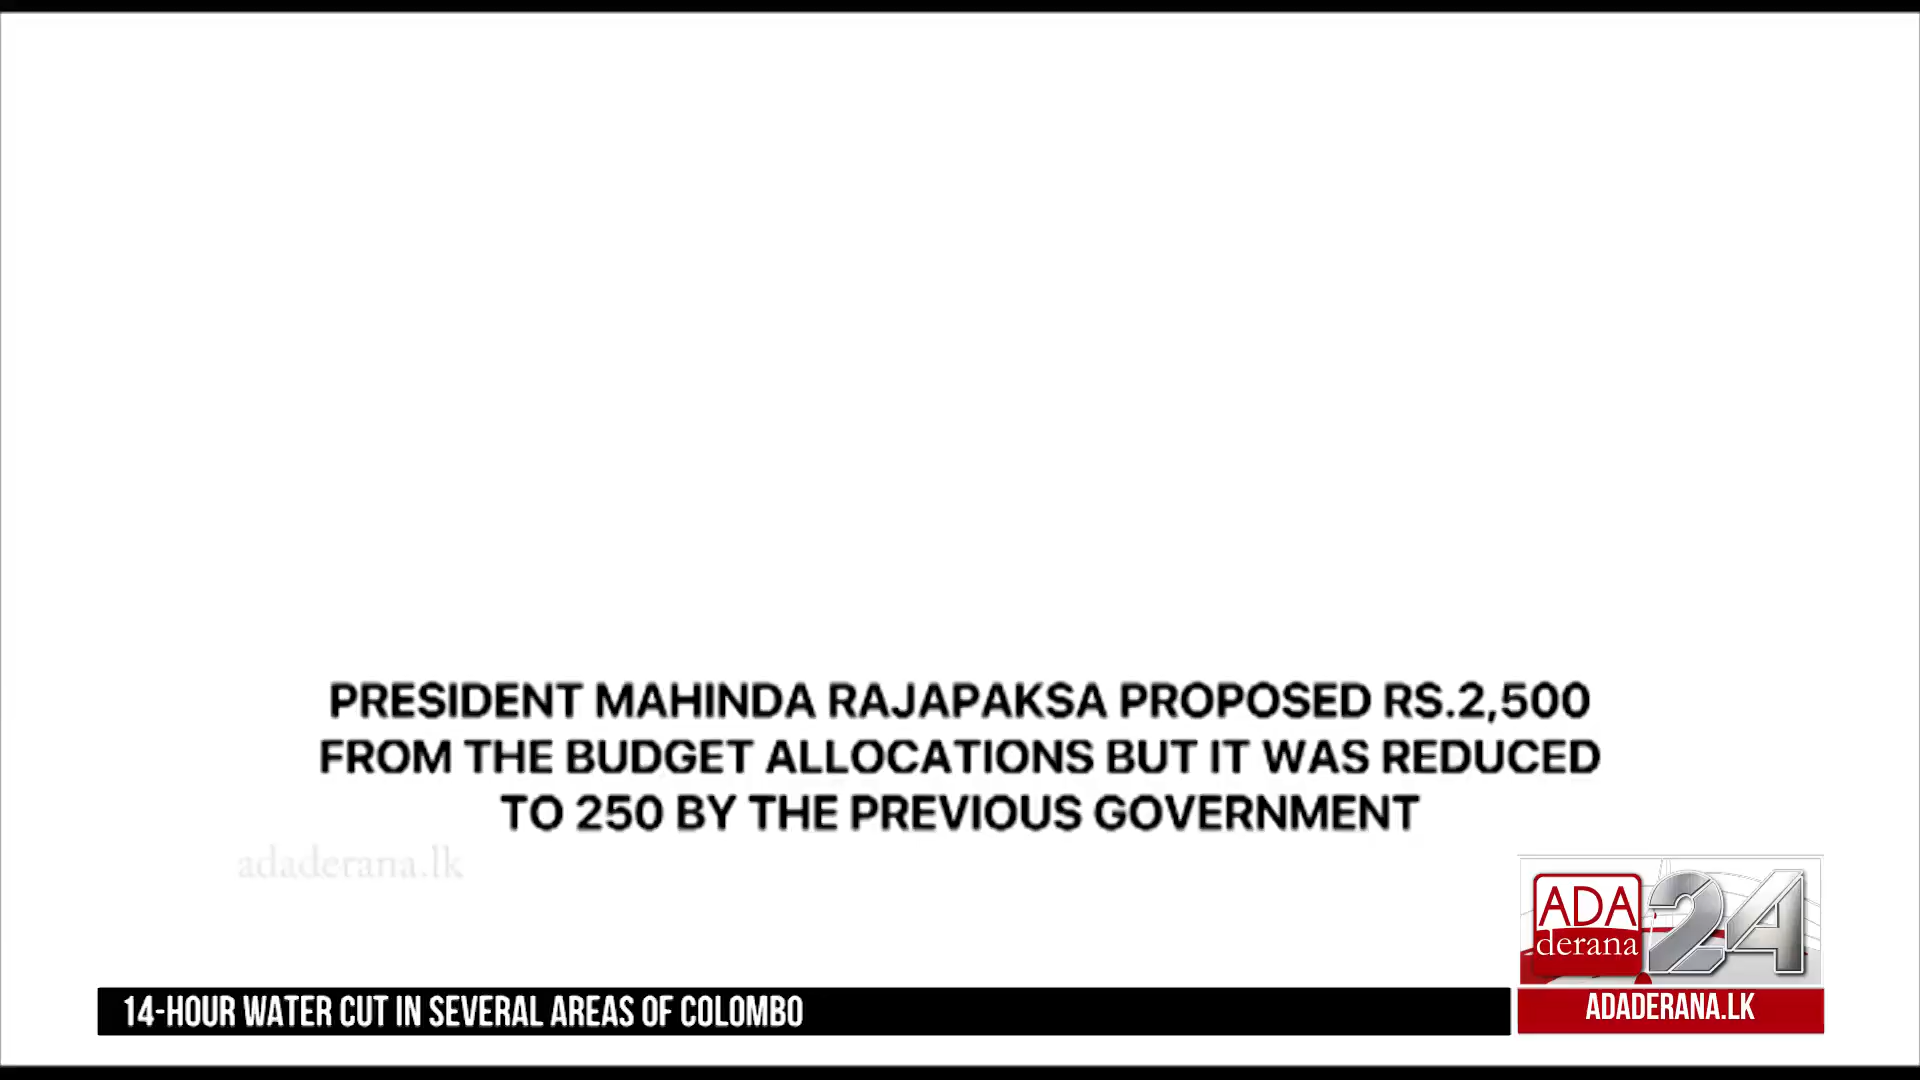 PRESIDENT MAHINDA RAJAPAKSA PROPOSED RS.2,500
FROM THE BUDGET ALLOCATIONS BUT IT WAS REDUCED
TO 250 BY THE PREVIOUS GOVERNMENT
adaderana.lk
ADA
derana
24
14-HOUR WATER CUT IN SEVERAL AREAS OF COLOMBO
ADADERANA.LK